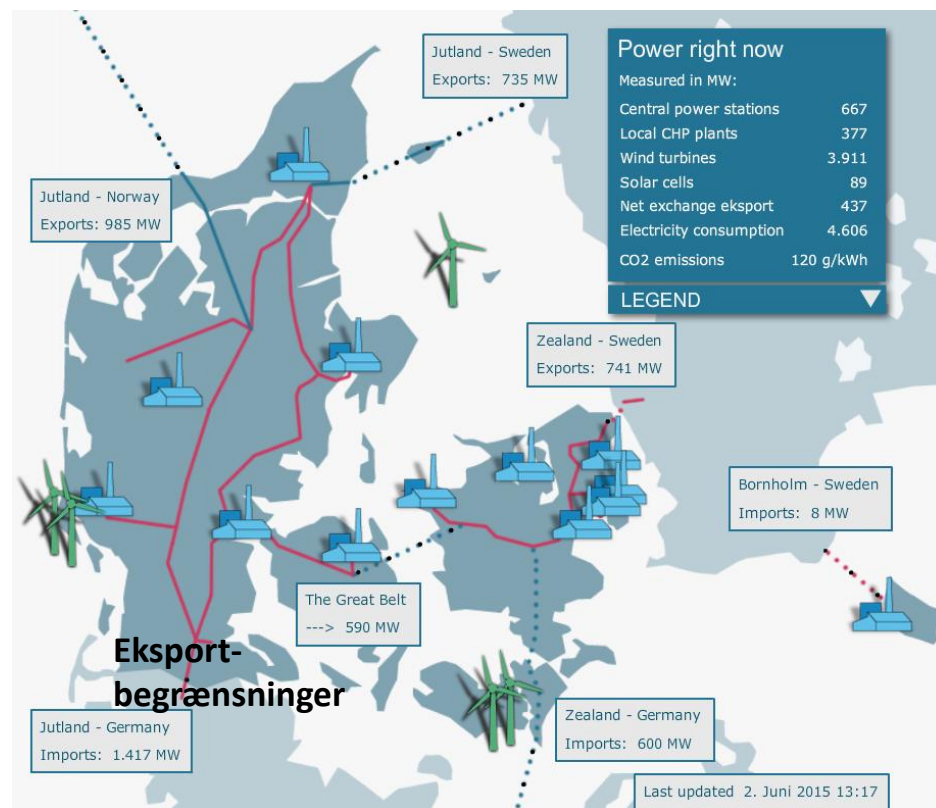 Jutland - Sweden
Exports: 735 MW
Power right now
Measured in MW:
Central power stations 667
Local CHP plants 377
Wind turbines 3.911
Solar cells 89
Net exchange eksport 437
Electricity consumption 4.606
CO2 emissions 120 g/kWh
LEGEND
Jutland - Norway
Exports: 985 MW
Zealand - Sweden
Exports: 741 MW
Bornholm - Sweden
Imports: 8 MW
The Great Belt
---> 590 MW
Eksport-
begrænsninger
Jutland - Germany
Imports: 1.417 MW
Zealand - Germany
Imports: 600 MW
Last updated 2. Juni 2015 13:17